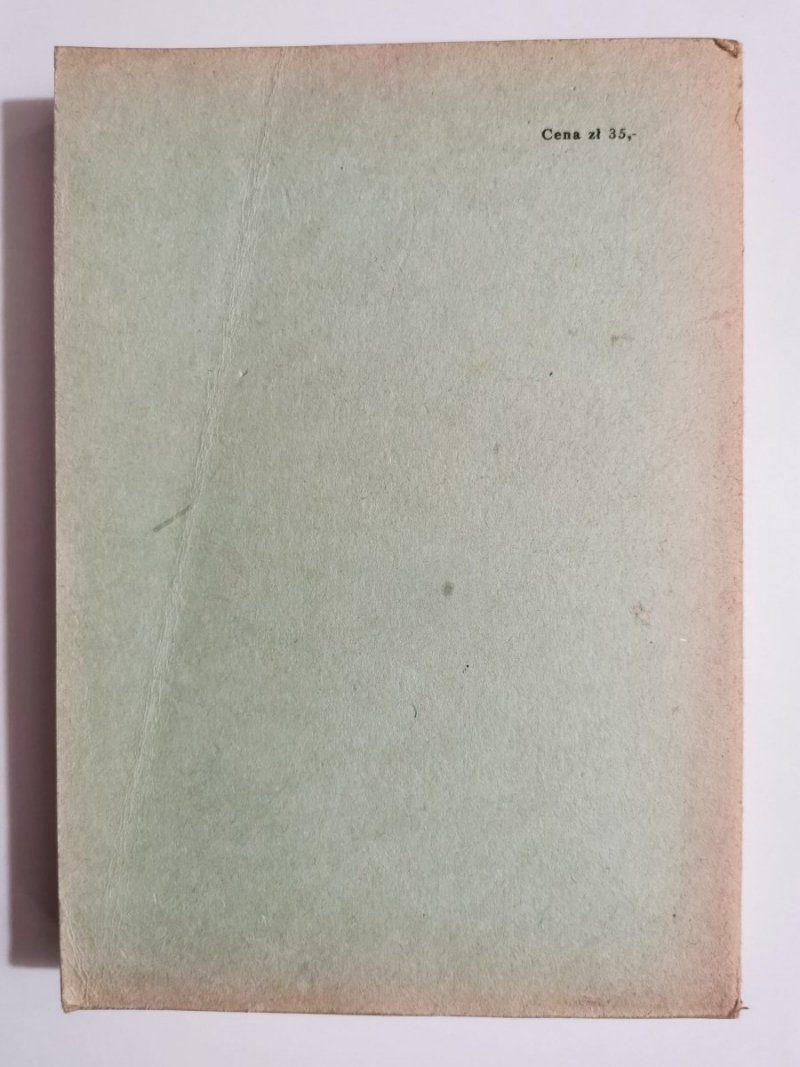 Cena zł 35,-